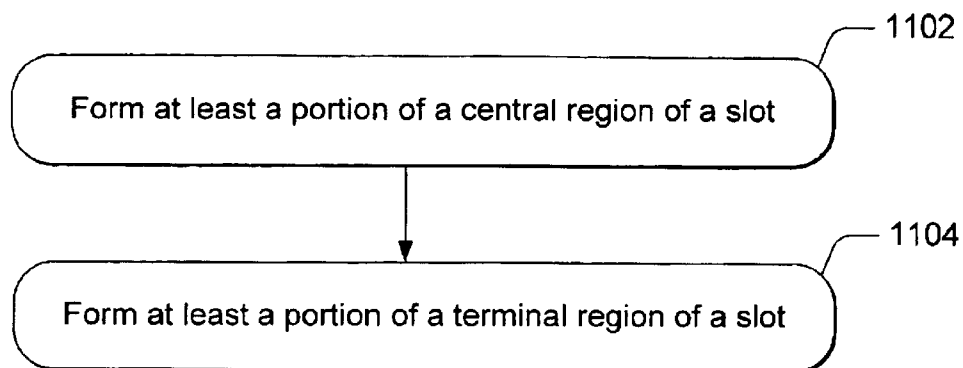 1102
Form at least a portion of a central region of a slot
1104
Form at least a portion of a terminal region of a slot